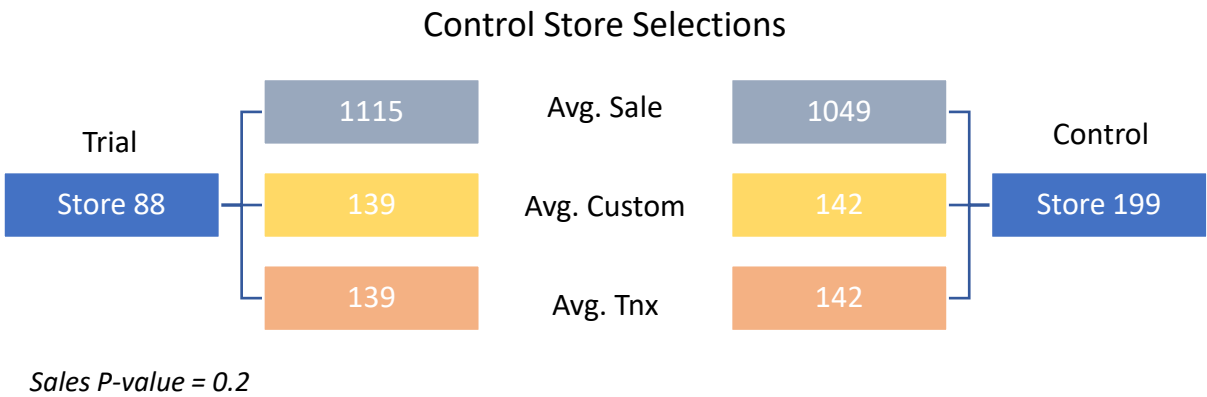 Control Store Selections
1115 Avg. Sale 1049
Trial Control
Store 88 139 Avg. Custom 142 Store 199
139 Avg. Tnx 142
Sales P-value = 0.2